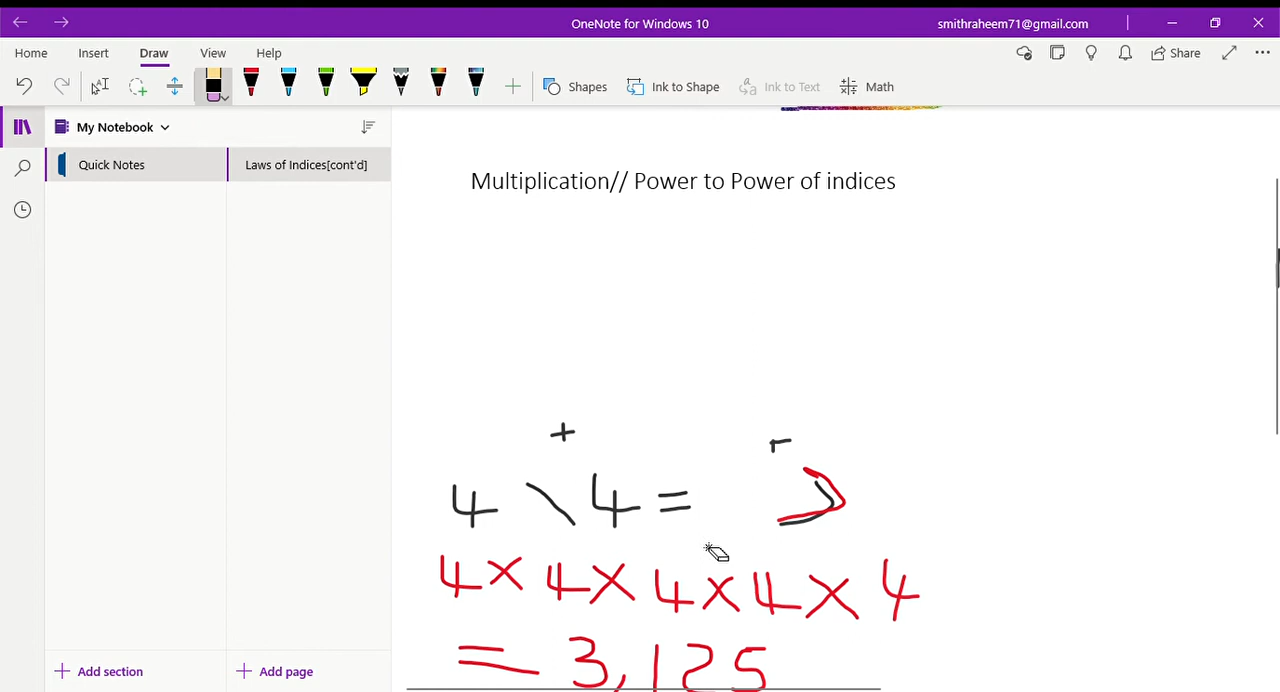 OneNote for Windows 10
smithraheem71@gmail.com
Home Insert Draw View Help
Share
Shapes
Ink to Shape
Ink to Text
Math
My Notebook
Quick Notes
Laws of Indices[cont'd]
Multiplication// Power to Power of indices
+
4 \ 4 =
4 × 4 × 4 × 4 × 4
= 3,125
+ Add section
+ Add page